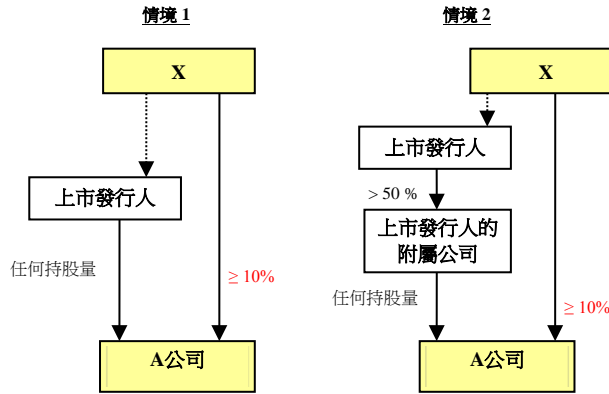 情境 1
X
上市發行人
任何持股量
≥ 10%
A公司
情境 2
X
上市發行人
> 50 %
上市發行人的
附屬公司
任何持股量
≥ 10%
A公司